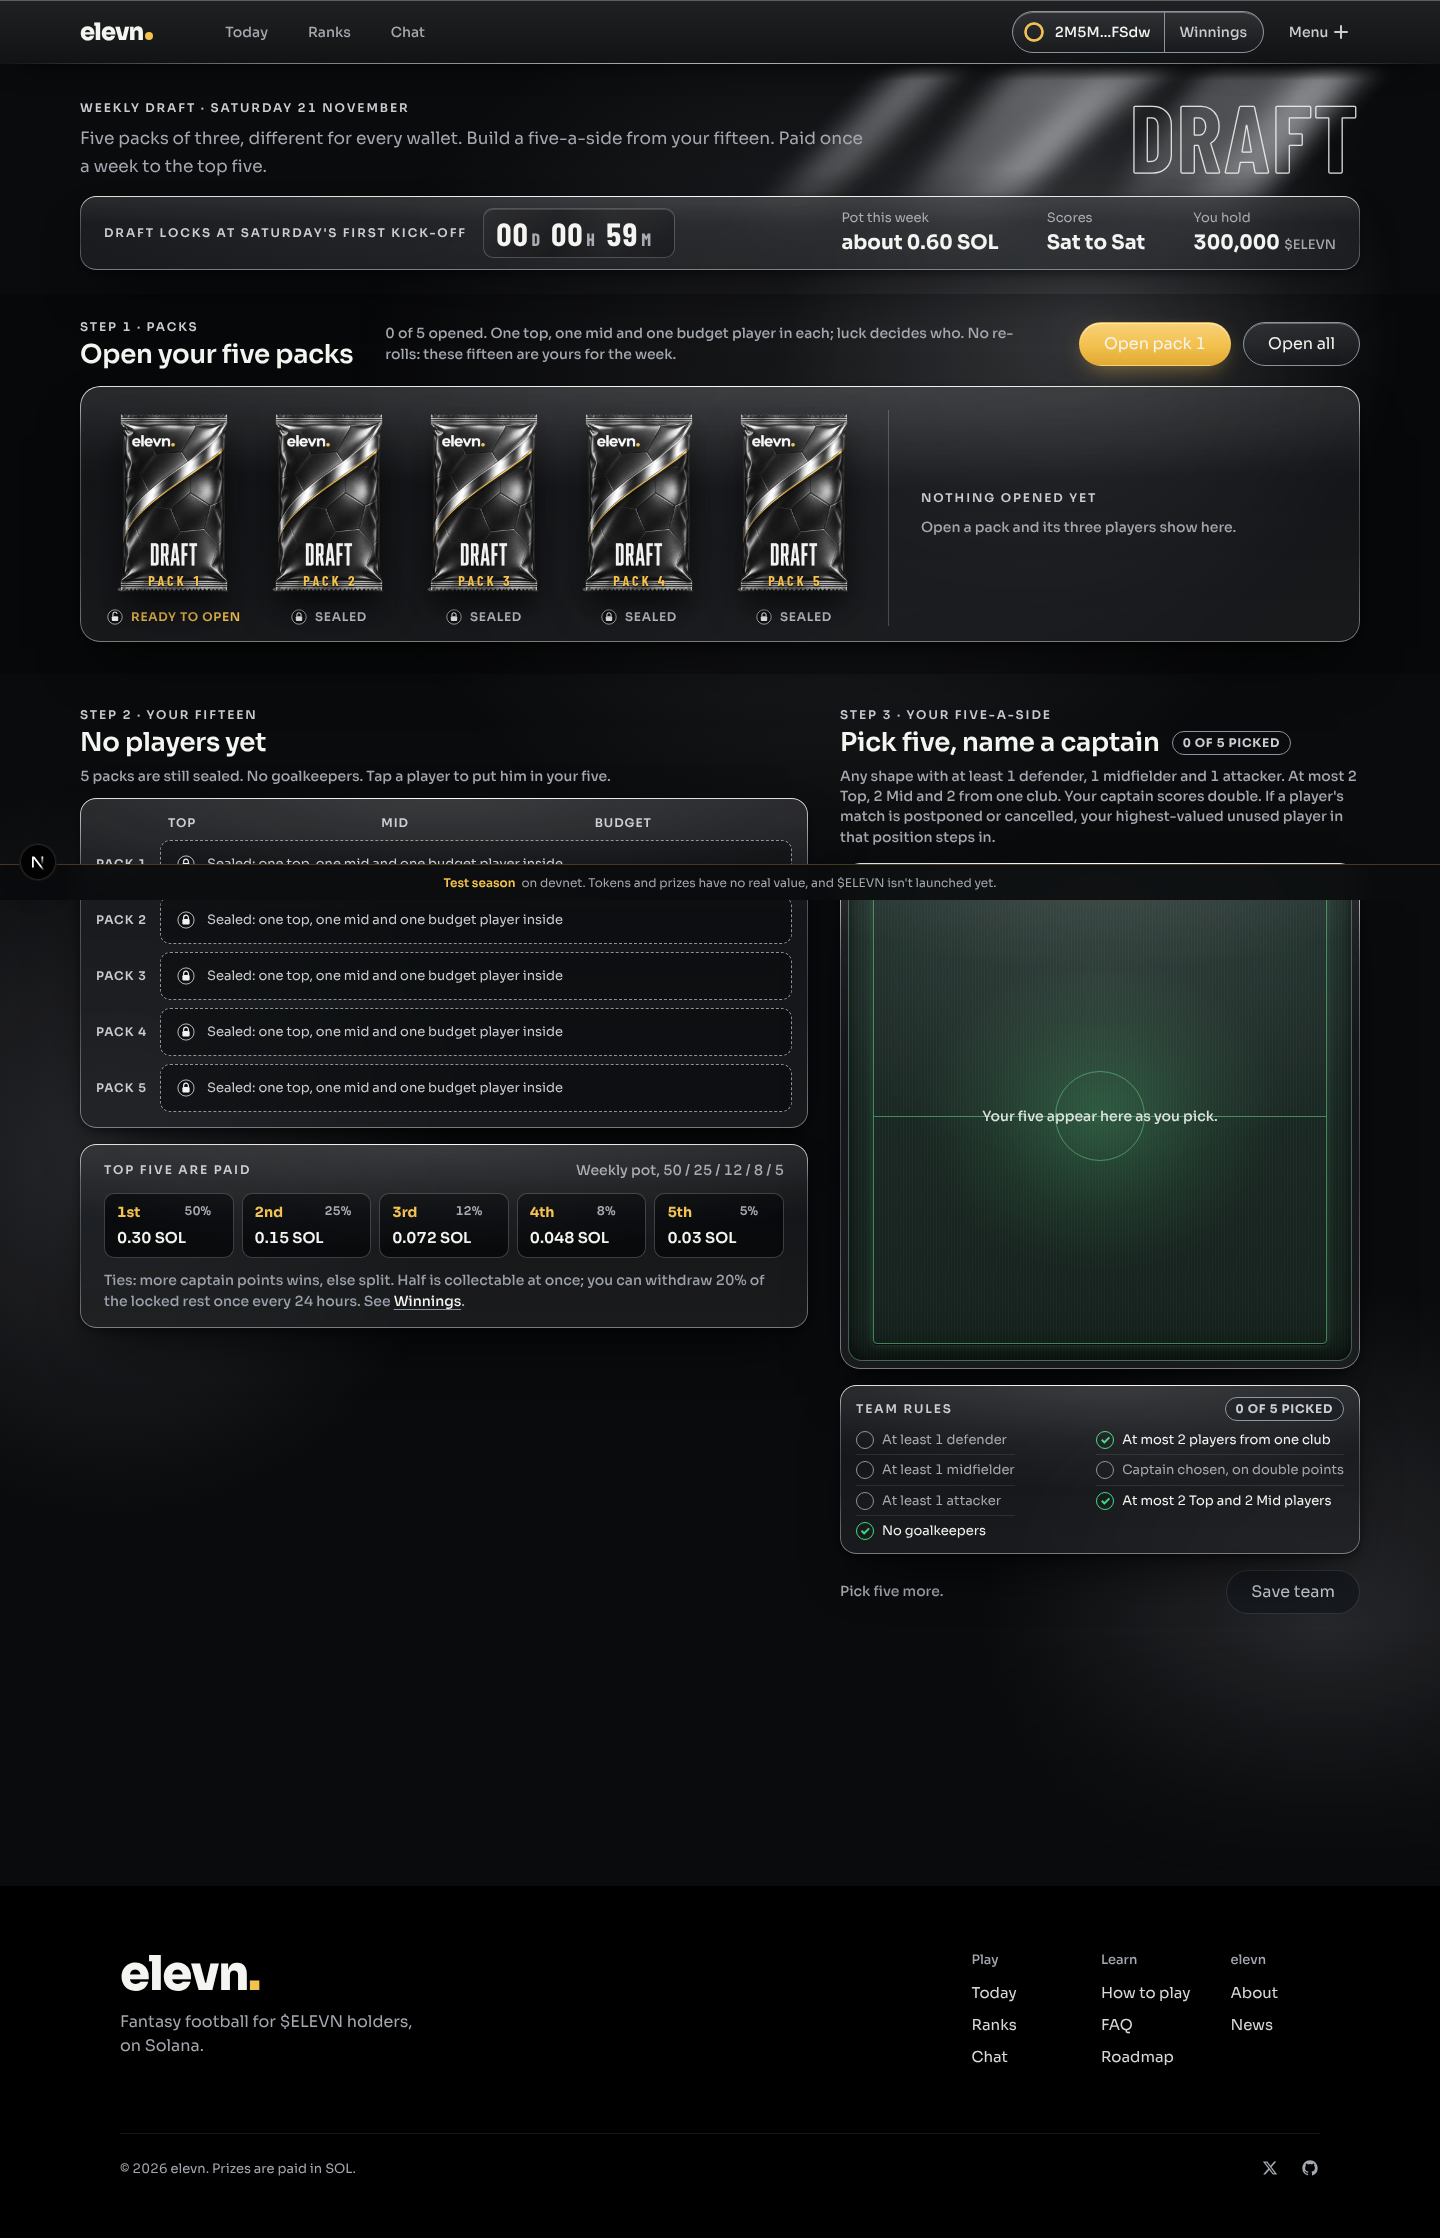 elevn.
Today
Ranks
Chat
2M5M...FSdw
Winnings
Menu
WEEKLY DRAFT · SATURDAY 21 NOVEMBER
Five packs of three, different for every wallet. Build a five-a-side from your fifteen. Paid once
a week to the top five.
DRAFT
DRAFT LOCKS AT SATURDAY'S FIRST KICK-OFF
00 D 00 H 59 M
Pot this week
about 0.60 SOL
Scores
Sat to Sat
You hold
300,000 $ELEVN
STEP 1 · PACKS
Open your five packs
0 of 5 opened. One top, one mid and one budget player in each; luck decides who. No re-
rolls: these fifteen are yours for the week.
Open pack 1
Open all
elevn.
DRAFT
PACK 1
READY TO OPEN
elevn.
DRAFT
PACK 2
SEALED
elevn.
DRAFT
PACK 3
SEALED
elevn.
DRAFT
PACK 4
SEALED
elevn.
DRAFT
PACK 5
SEALED
NOTHING OPENED YET
Open a pack and its three players show here.
STEP 2 · YOUR FIFTEEN
No players yet
5 packs are still sealed. No goalkeepers. Tap a player to put him in your five.
TOP
MID
BUDGET
PACK 1
Sealed: one top, one mid and one budget player inside
PACK 2
Sealed: one top, one mid and one budget player inside
PACK 3
Sealed: one top, one mid and one budget player inside
PACK 4
Sealed: one top, one mid and one budget player inside
PACK 5
Sealed: one top, one mid and one budget player inside
TOP FIVE ARE PAID
Weekly pot, 50 / 25 / 12 / 8 / 5
1st 50%
0.30 SOL
2nd 25%
0.15 SOL
3rd 12%
0.072 SOL
4th 8%
0.048 SOL
5th 5%
0.03 SOL
Ties: more captain points wins, else split. Half is collectable at once; you can withdraw 20% of
the locked rest once every 24 hours. See Winnings.
STEP 3 · YOUR FIVE-A-SIDE
Pick five, name a captain
0 OF 5 PICKED
Any shape with at least 1 defender, 1 midfielder and 1 attacker. At most 2
Top, 2 Mid and 2 from one club. Your captain scores double. If a player's
match is postponed or cancelled, your highest-valued unused player in
that position steps in.
N
Test season on devnet. Tokens and prizes have no real value, and $ELEVN isn't launched yet.
Your five appear here as you pick.
TEAM RULES
0 OF 5 PICKED
At least 1 defender
At least 1 midfielder
At least 1 attacker
No goalkeepers
At most 2 players from one club
Captain chosen, on double points
At most 2 Top and 2 Mid players
Pick five more.
Save team
elevn.
Fantasy football for $ELEVN holders,
on Solana.
Play
Today
Ranks
Chat
Learn
How to play
FAQ
Roadmap
elevn
About
News
© 2026 elevn. Prizes are paid in SOL.